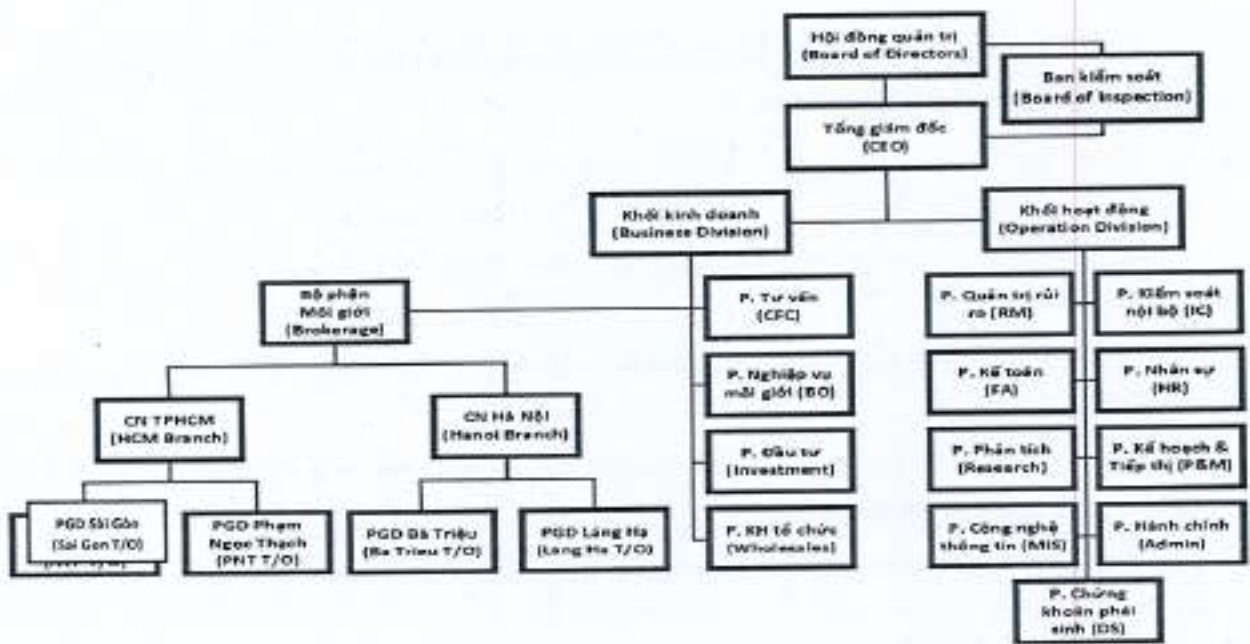 Hội đồng quản trị
(Board of Directors)
Ban kiểm soát
(Board of Inspection)
Tổng giám đốc
(CEO)
Khối kinh doanh
(Business Division)
Khối hoạt động
(Operation Division)
Bộ phận
Môi giới
(Brokerage)
P. Tư vấn
(CFC)
P. Quản trị rủi
ro (RM)
P. Kiểm soát
nội bộ (IC)
P. Nghiệp vụ
môi giới (BO)
P. Kế toán
(FA)
P. Nhân sự
(HR)
CN TPHCM
(HCM Branch)
CN Hà Nội
(Hanoi Branch)
P. Đầu tư
(Investment)
P. Phân tích
(Research)
P. Kế hoạch &
Tiếp thị (P&M)
PGD Sài Gòn
(Sai Gon T/O)
PGD Phạm
Ngọc Thạch
(PNT T/O)
PGD Bà Triệu
(Ba Trieu T/O)
PGD Láng Hạ
(Lang Ha T/O)
P. KH tổ chức
(Wholesales)
P. Công nghệ
thông tin (MIS)
P. Hành chính
(Admin)
P. Chứng
khoán phái
sinh (DS)